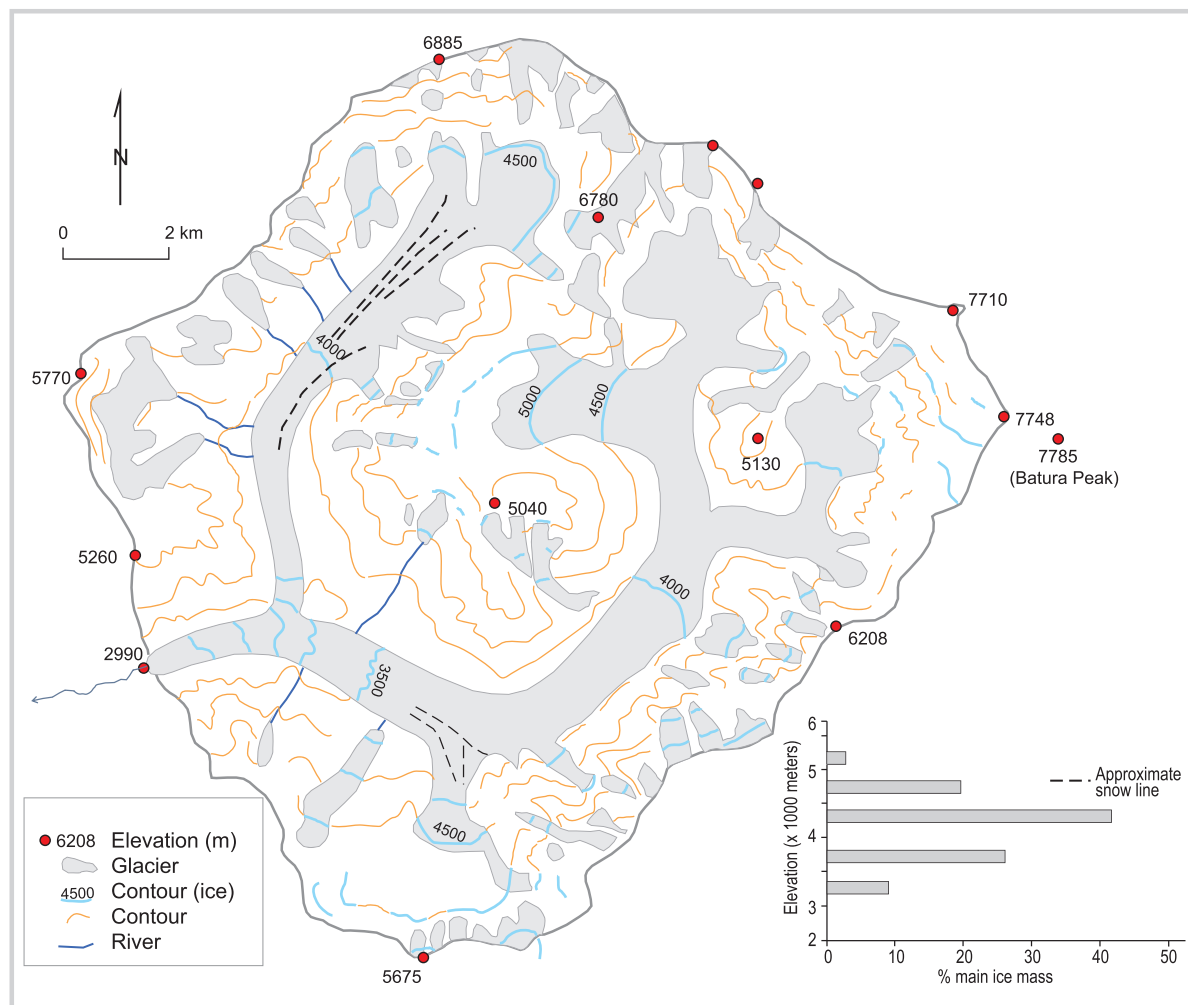 6885
N
4500
6780
0 2 km
7710
4000
5770
5000
4500
7748
5130
7785
(Batura Peak)
5040
5260
4000
2990
6208
3500
4500
5675
6208 Elevation (m)
Glacier
4500 Contour (ice)
Contour
River
6
5
4
3
2
Elevation (x 1000 meters)
Approximate
snow line
0 10 20 30 40 50
% main ice mass